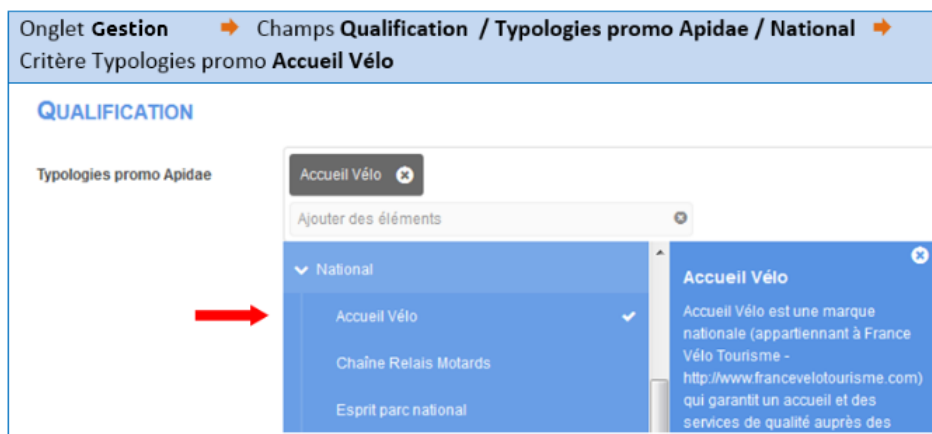 Onglet Gestion ➡ Champs Qualification / Typologies promo Apidae / National ➡
Critère Typologies promo Accueil Vélo
QUALIFICATION
Typologies promo Apidae
Accueil Vélo
Ajouter des éléments
National
Accueil Vélo
Chaîne Relais Motards
Esprit parc national
Accueil Vélo
Accueil Vélo est une marque
nationale (appartiennant à France
Vélo Tourisme -
http://www.francevelotourisme.com)
qui garantit un accueil et des
services de qualité auprès des